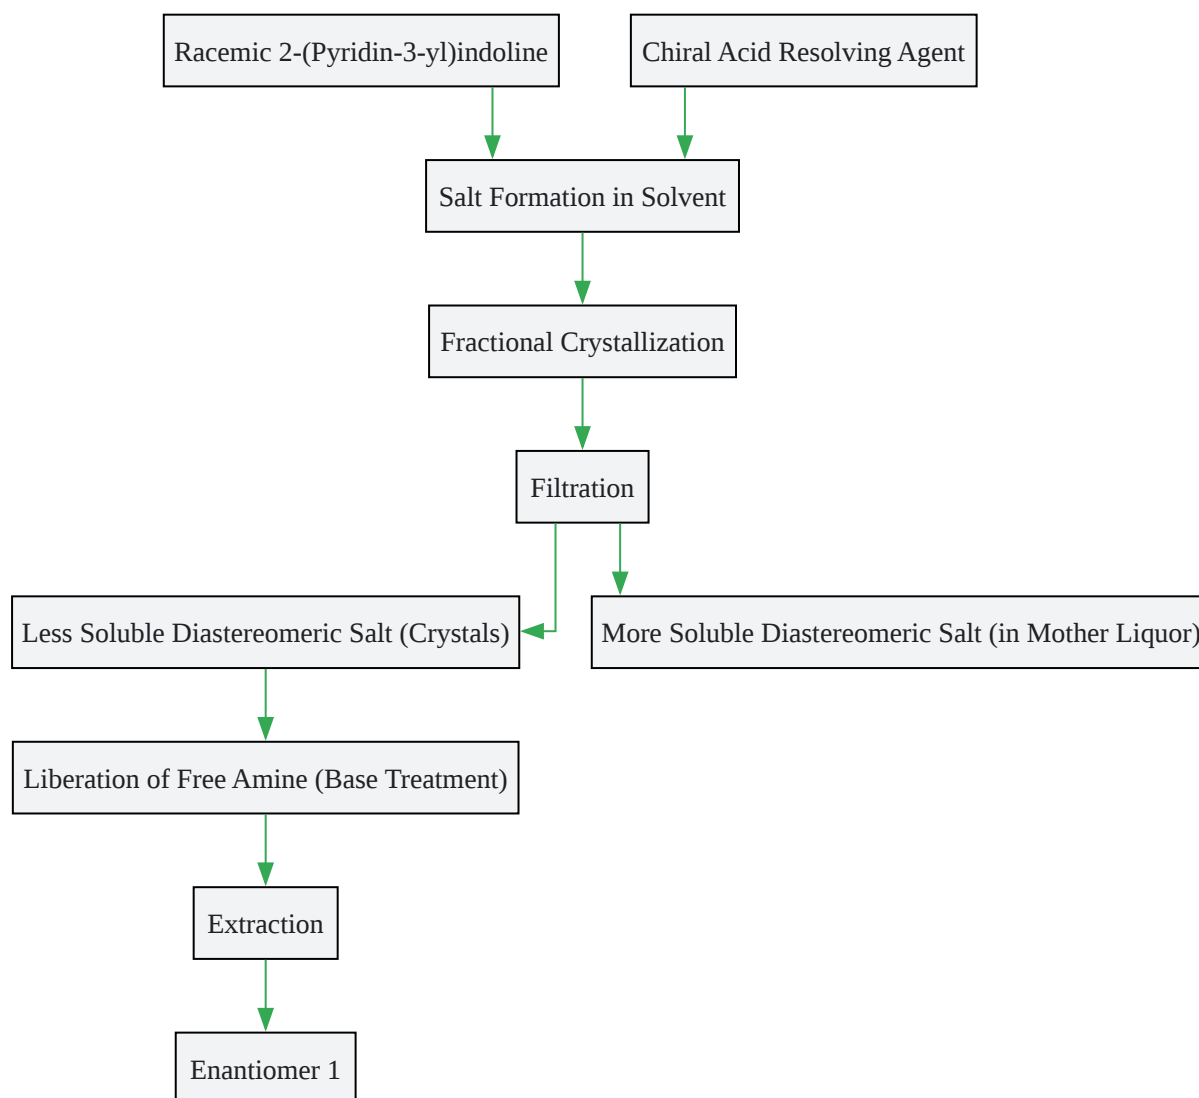 Racemic 2-(Pyridin-3-yl)indoline
Chiral Acid Resolving Agent
Salt Formation in Solvent
Fractional Crystallization
Filtration
Less Soluble Diastereomeric Salt (Crystals)
More Soluble Diastereomeric Salt (in Mother Liquor)
Liberation of Free Amine (Base Treatment)
Extraction
Enantiomer 1